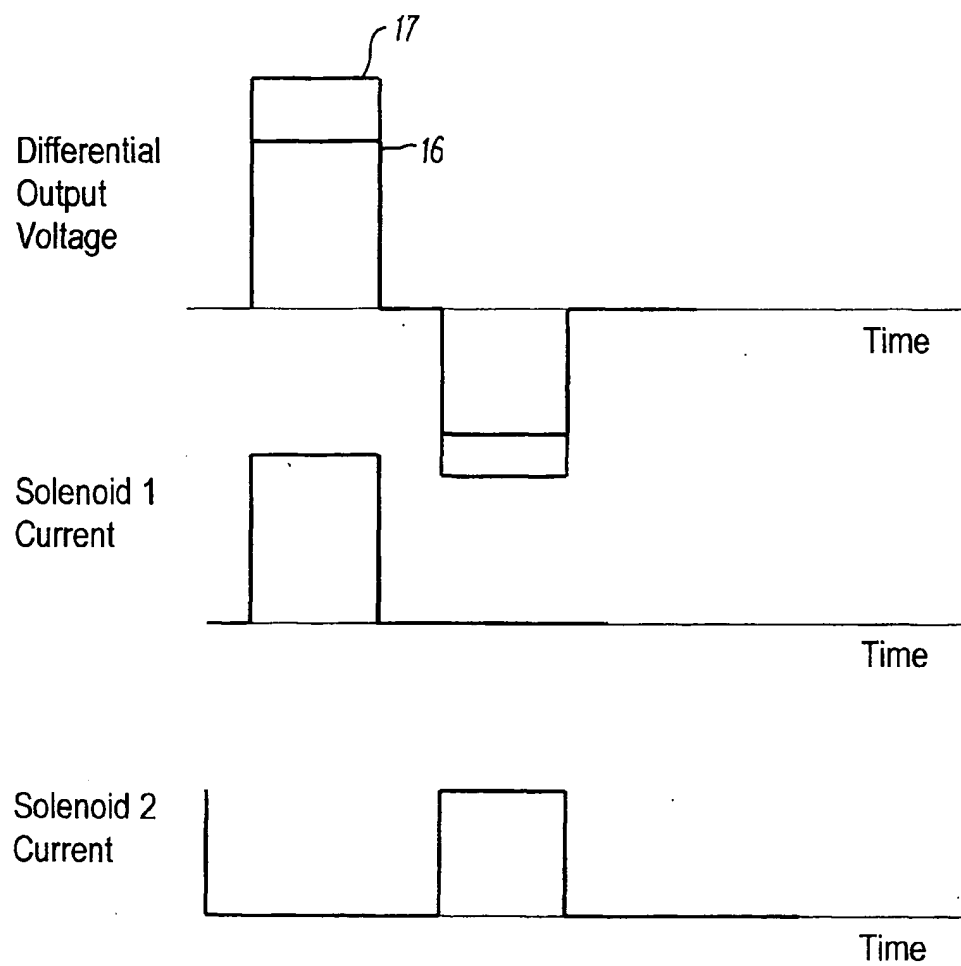 17
Differential
Output
Voltage
16
Time
Solenoid 1
Current
Time
Solenoid 2
Current
Time